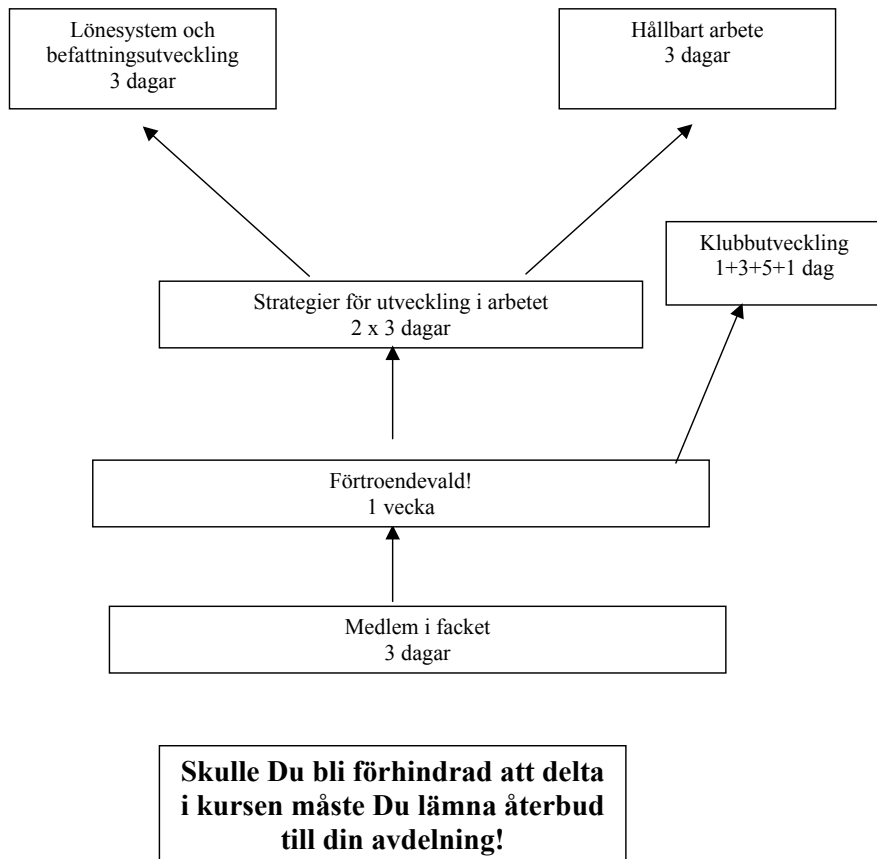 Lönesystem och
befattningsutveckling
3 dagar
Hållbart arbete
3 dagar
Klubbutveckling
1+3+5+1 dag
Strategier för utveckling i arbetet
2 x 3 dagar
Förtroendevald!
1 vecka
Medlem i facket
3 dagar
Skulle Du bli förhindrad att delta
i kursen måste Du lämna återbud
till din avdelning!